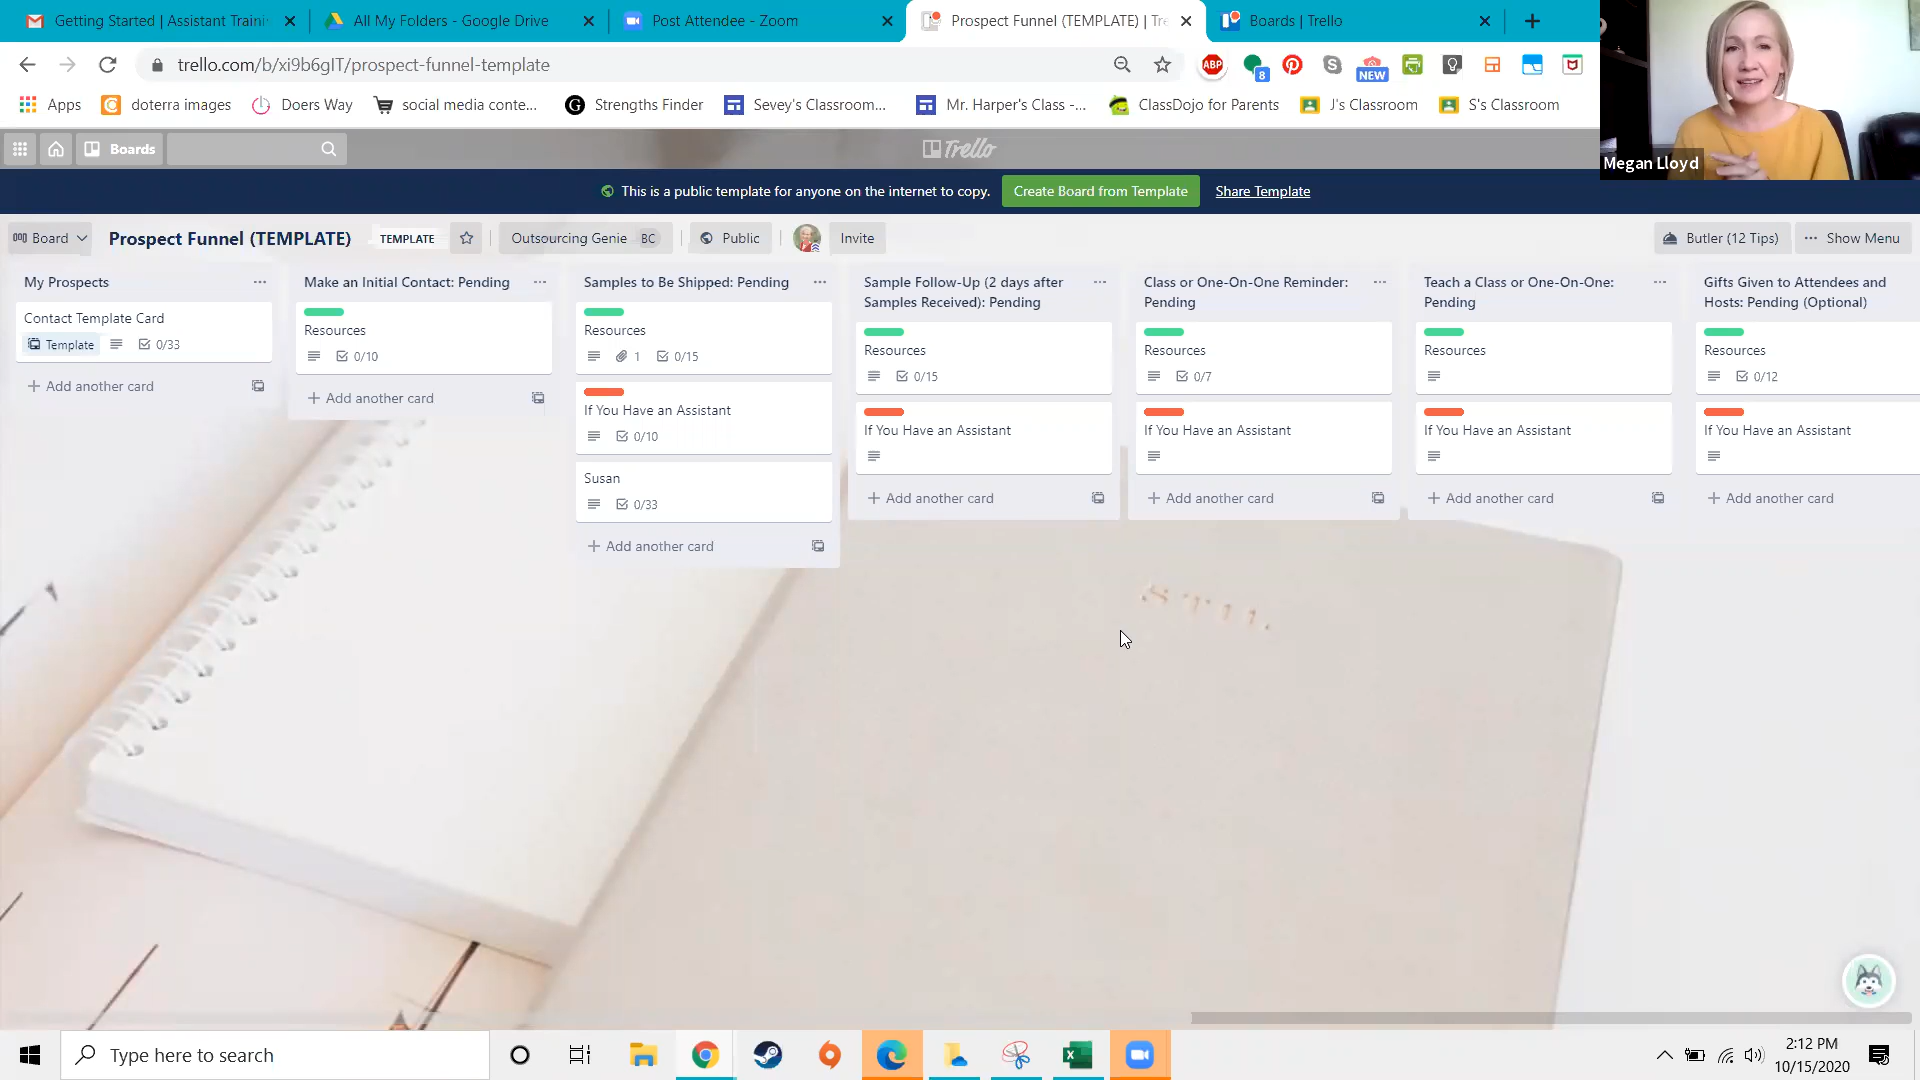 Getting Started | Assistant Traini
All My Folders - Google Drive
Post Attendee - Zoom
Prospect Funnel (TEMPLATE) | Tre
Boards | Trello
trello.com/b/xi9b6gIT/prospect-funnel-template
ABP
8
NEW
Apps
doterra images
Doers Way
social media conte...
Strengths Finder
Sevey's Classroom...
Mr. Harper's Class -...
ClassDojo for Parents
J's Classroom
S's Classroom
Megan Lloyd
Boards
Trello
This is a public template for anyone on the internet to copy.
Create Board from Template
Share Template
Board
Prospect Funnel (TEMPLATE)
TEMPLATE
Outsourcing Genie BC
Public
Invite
Butler (12 Tips)
Show Menu
My Prospects
Contact Template Card
Template
0/33
Add another card
Make an Initial Contact: Pending
Resources
0/10
Add another card
Samples to Be Shipped: Pending
Resources
1 0/15
If You Have an Assistant
0/10
Susan
0/33
Add another card
Sample Follow-Up (2 days after
Samples Received): Pending
Resources
0/15
If You Have an Assistant
Add another card
Class or One-On-One Reminder:
Pending
Resources
0/7
If You Have an Assistant
Add another card
Teach a Class or One-On-One:
Pending
Resources
If You Have an Assistant
Add another card
Gifts Given to Attendees and
Hosts: Pending (Optional)
Resources
0/12
If You Have an Assistant
Add another card
Type here to search
2:12 PM
10/15/2020